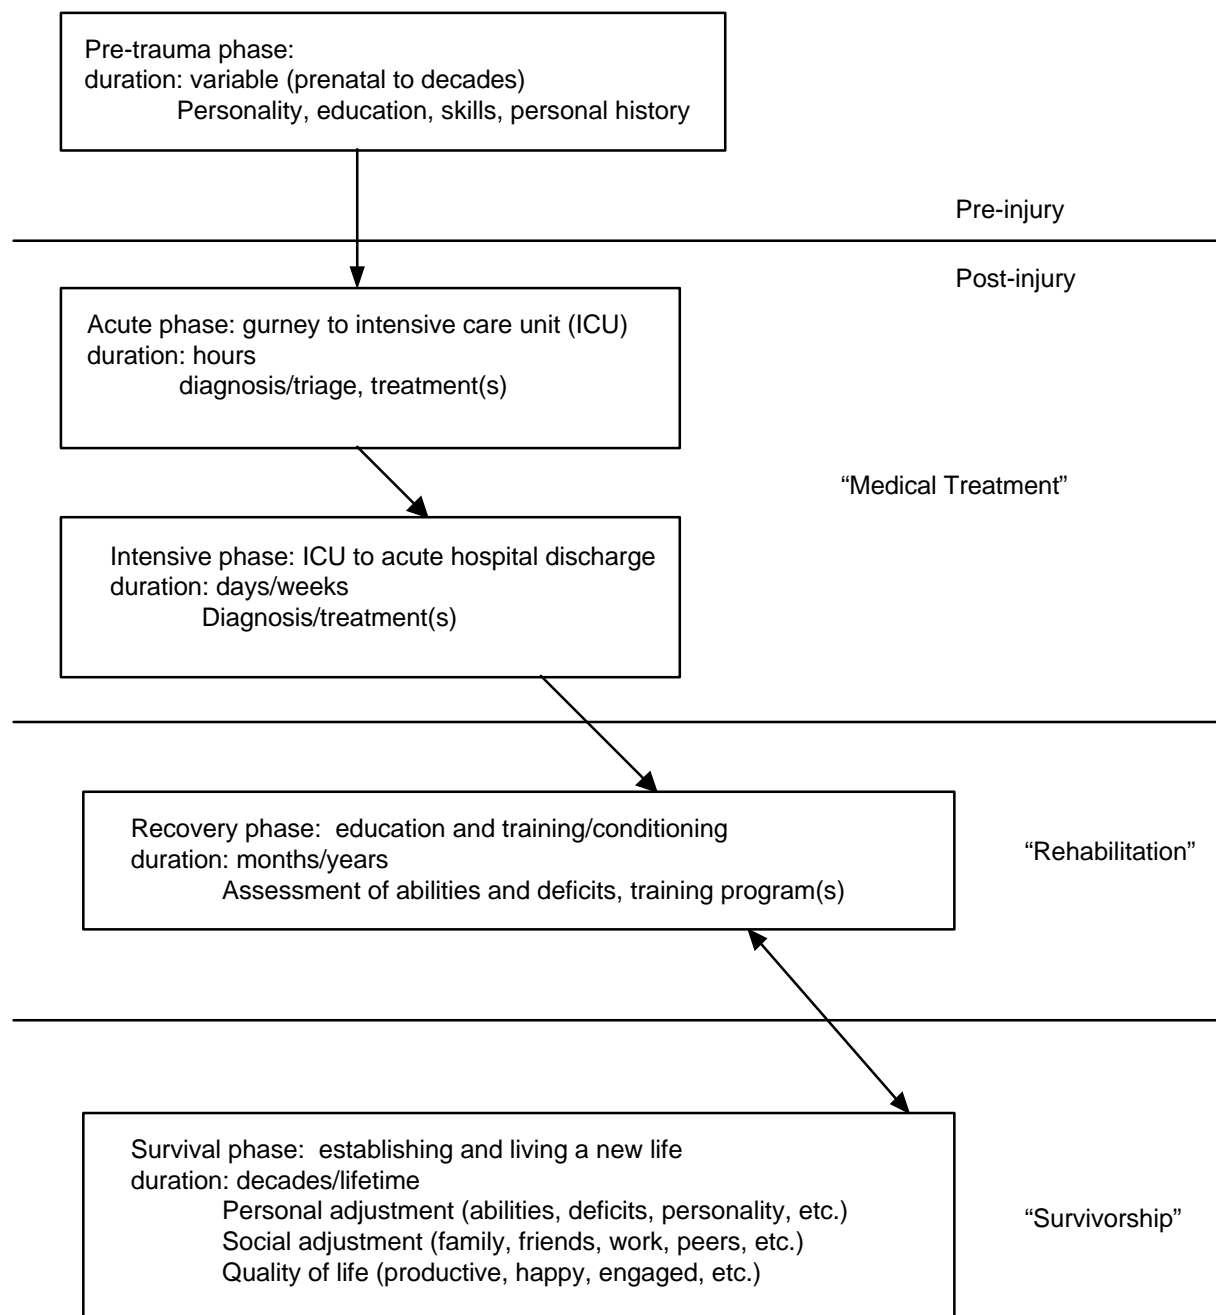 Pre-trauma phase:
duration: variable (prenatal to decades)
Personality, education, skills, personal history
Pre-injury
Post-injury
Acute phase: gurney to intensive care unit (ICU)
duration: hours
diagnosis/triage, treatment(s)
“Medical Treatment”
Intensive phase: ICU to acute hospital discharge
duration: days/weeks
Diagnosis/treatment(s)
Recovery phase:  education and training/conditioning
duration: months/years
Assessment of abilities and deficits, training program(s)
“Rehabilitation”
Survival phase:  establishing and living a new life
duration: decades/lifetime
Personal adjustment (abilities, deficits, personality, etc.)
Social adjustment (family, friends, work, peers, etc.)
Quality of life (productive, happy, engaged, etc.)
“Survivorship”